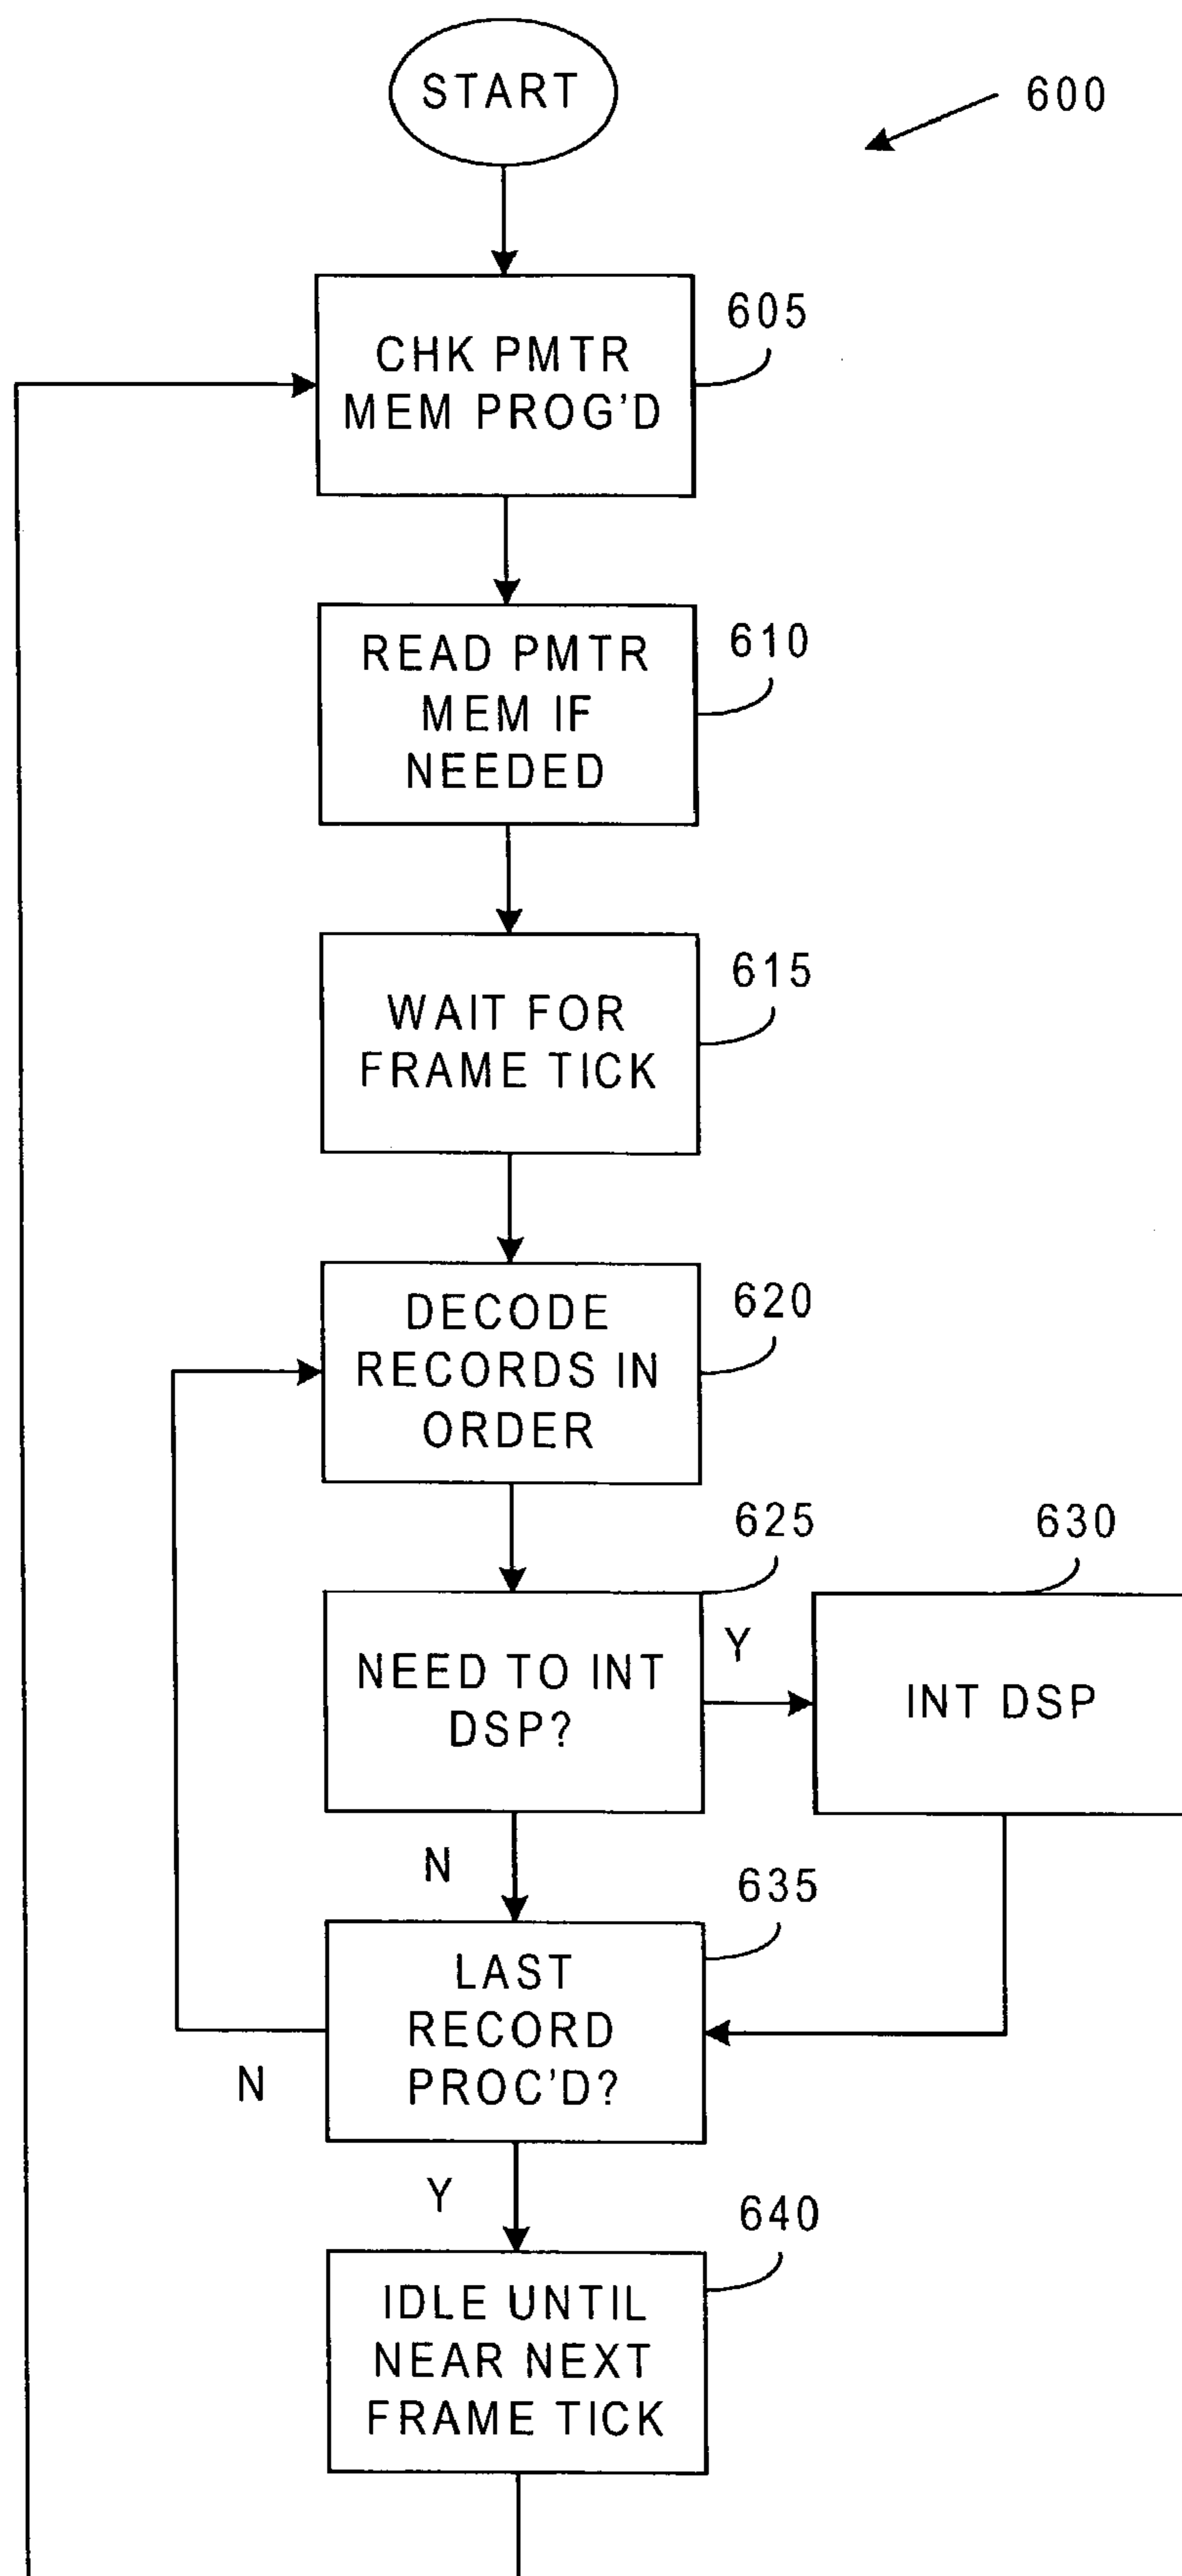 START
600
CHK PMTR
MEM PROG'D
605
READ PMTR
MEM IF
NEEDED
610
WAIT FOR
FRAME TICK
615
DECODE
RECORDS IN
ORDER
620
NEED TO INT
DSP?
625
Y
INT DSP
630
N
LAST
RECORD
PROC'D?
635
N
Y
IDLE UNTIL
NEAR NEXT
FRAME TICK
640